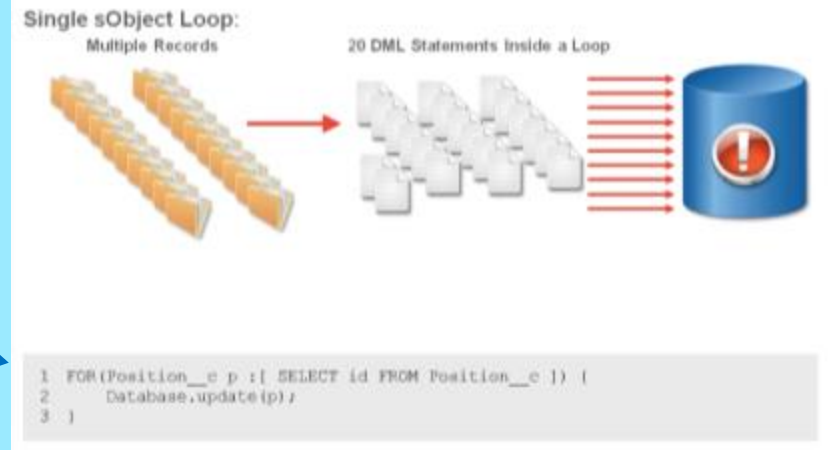 Single sObject Loop:
Multiple Records
20 DML Statements Inside a Loop
1 FOR(Position__c p :[ SELECT id FROM Position__c ]) {
2 Database.update(p);
3 }